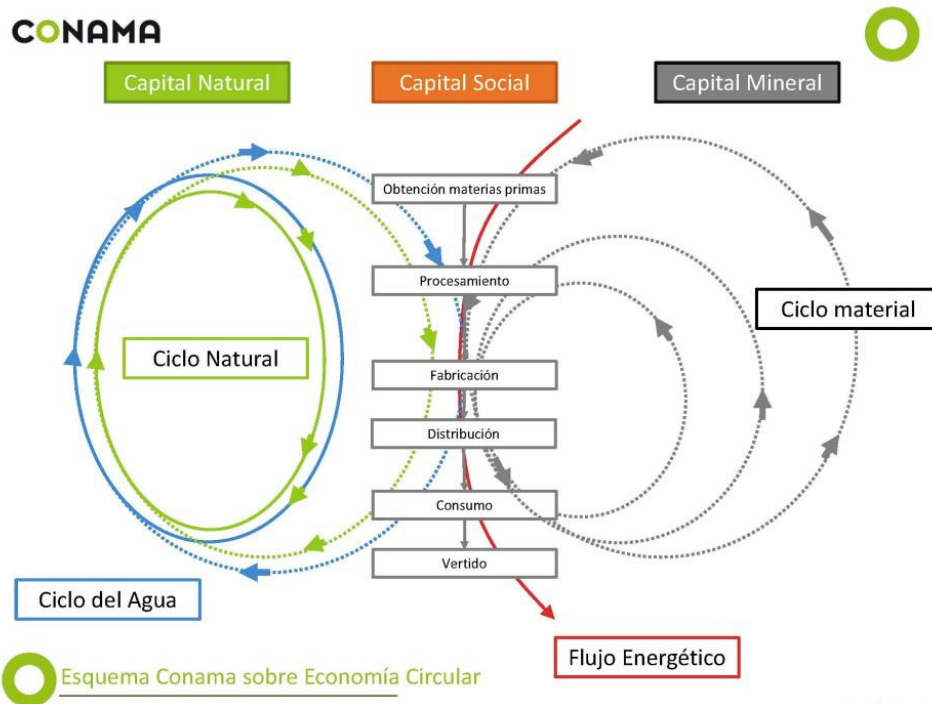 CONAMA
Capital Natural
Capital Social
Capital Mineral
Obtención materias primas
Procesamiento
Ciclo material
Ciclo Natural
Fabricación
Distribución
Consumo
Vertido
Ciclo del Agua
Flujo Energético
Esquema Conama sobre Economía Circular